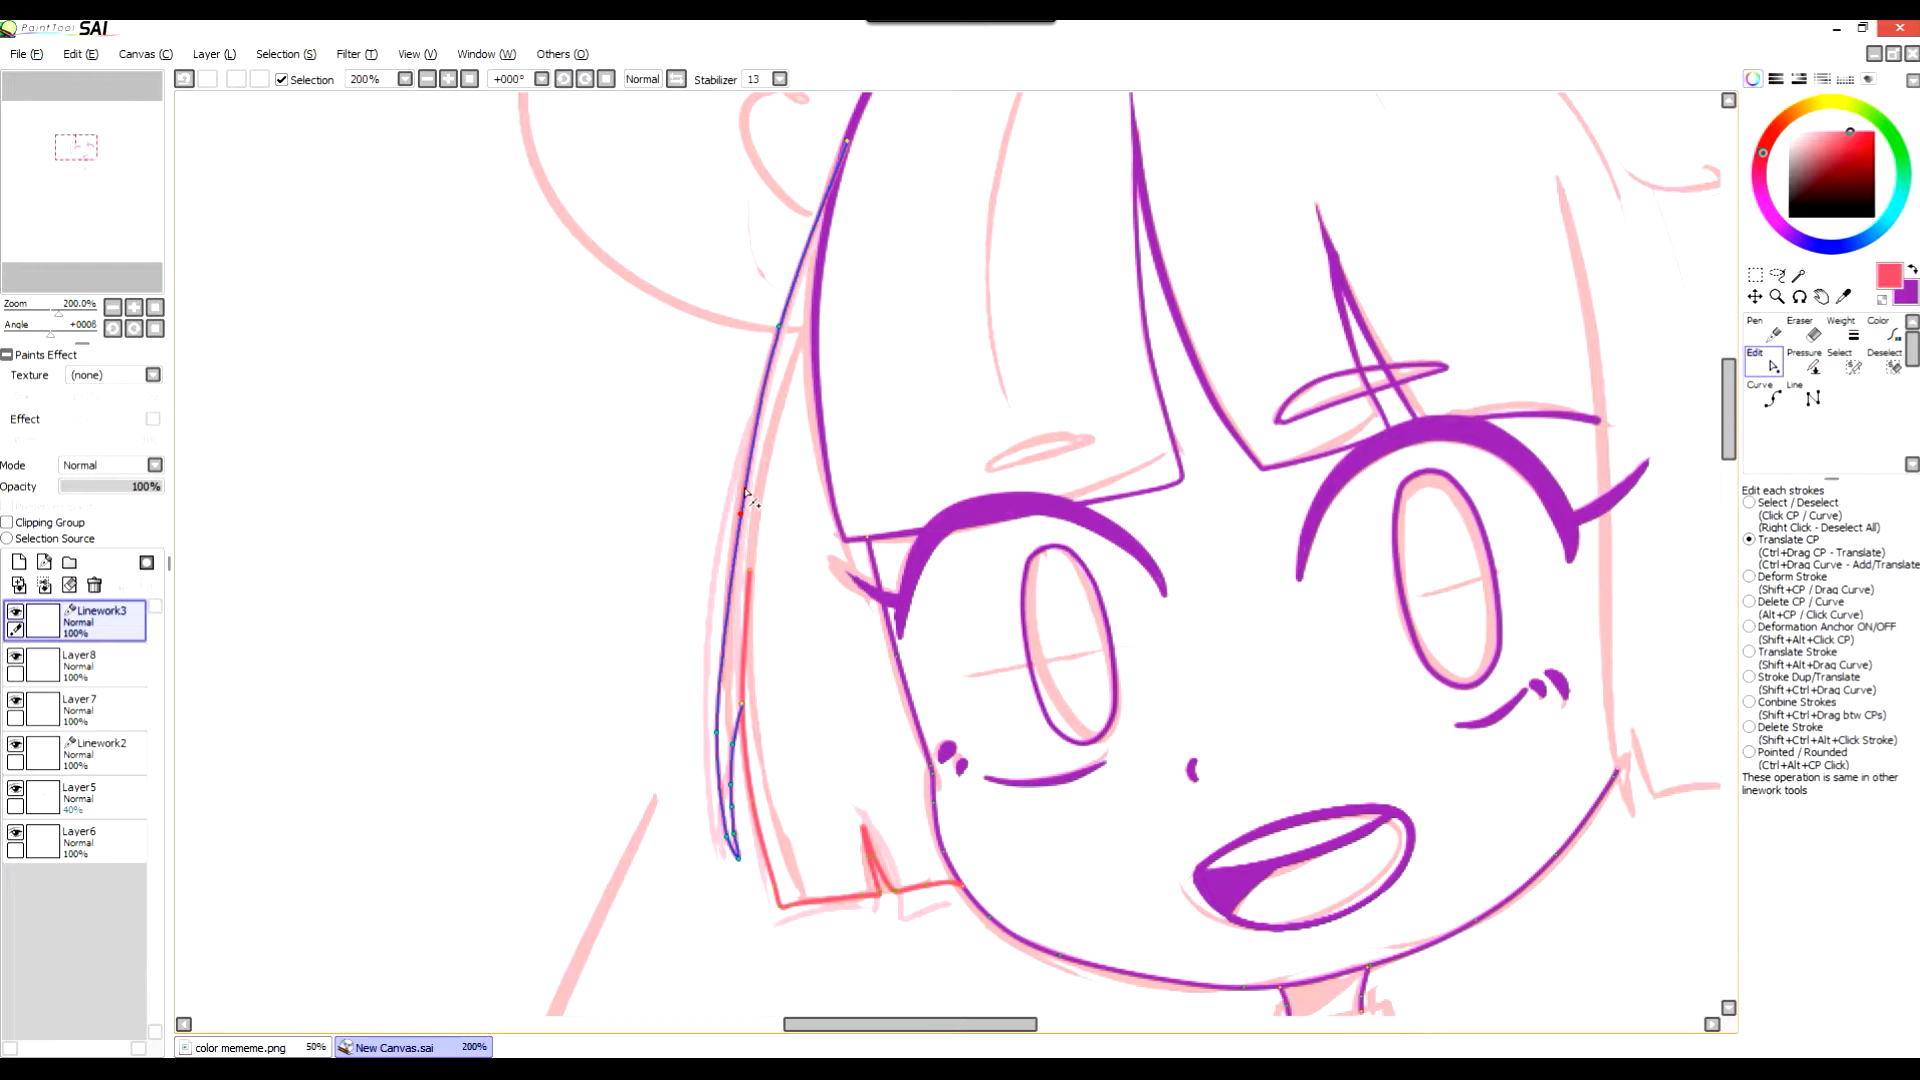 PaintTool SAI
File (F) Edit (E) Canvas (C) Layer (L) Selection (S) Filter (T) View (V) Window (W) Others (O)
Selection 200% +000° Normal Stabilizer 13
Zoom 200.0%
Angle +0006
Paints Effect
Texture (none)
Effect
Mode Normal
Opacity 100%
Clipping Group
Selection Source
Linework3
Normal
100%
Layer8
Normal
100%
Layer7
Normal
100%
Linework2
Normal
100%
Layer5
Normal
40%
Layer6
Normal
100%
Pen Eraser Weight Color
Edit Pressure Select Deselect
Curve Line
Edit each strokes
Select / Deselect
(Click CP / Curve)
(Right Click - Deselect All)
Translate CP
(Ctrl+Drag CP - Translate)
(Ctrl+Drag Curve - Add/Translate
Deform Stroke
(Shift+CP / Drag Curve)
Delete CP / Curve
(Alt+CP / Click Curve)
Deformation Anchor ON/OFF
(Shift+Alt+Click CP)
Translate Stroke
(Shift+Alt+Drag Curve)
Stroke Dup/Translate
(Shift+Ctrl+Drag Curve)
Conbine Strokes
(Shift+Ctrl+Drag btw CPs)
Delete Stroke
(Shift+Ctrl+Alt+Click Stroke)
Pointed / Rounded
(Ctrl+Alt+CP Click)
These operation is same in other
linework tools
color mememe.png 50% New Canvas.sai 200%